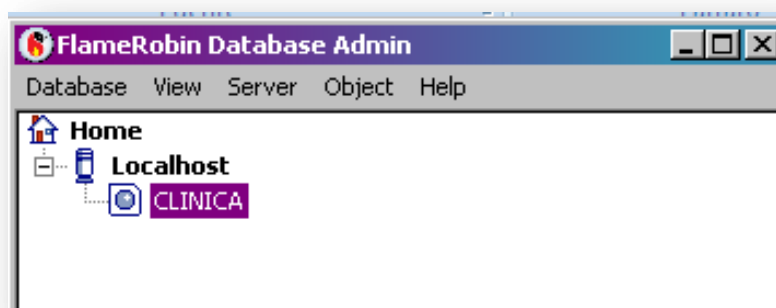 FlameRobin Database Admin
Database View Server Object Help
Home
Localhost
CLINICA